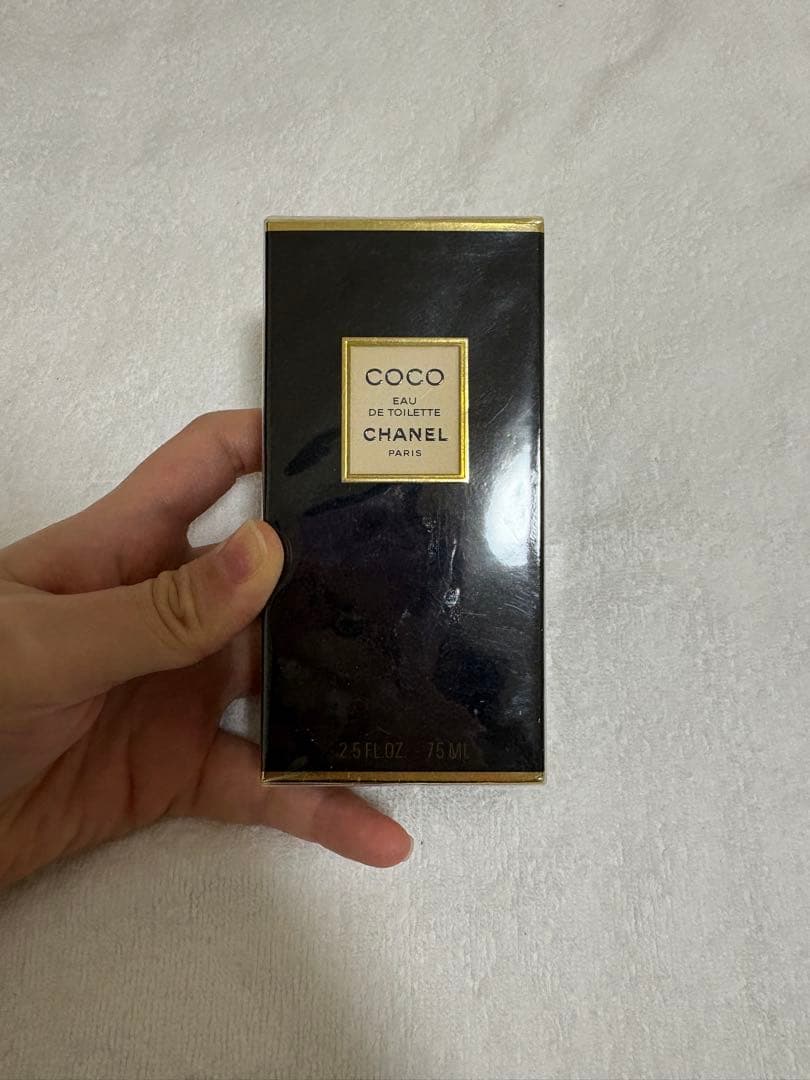 COCO
EAU
DE TOILETTE
CHANEL
PARIS
2.5 FL.OZ. 75 ML